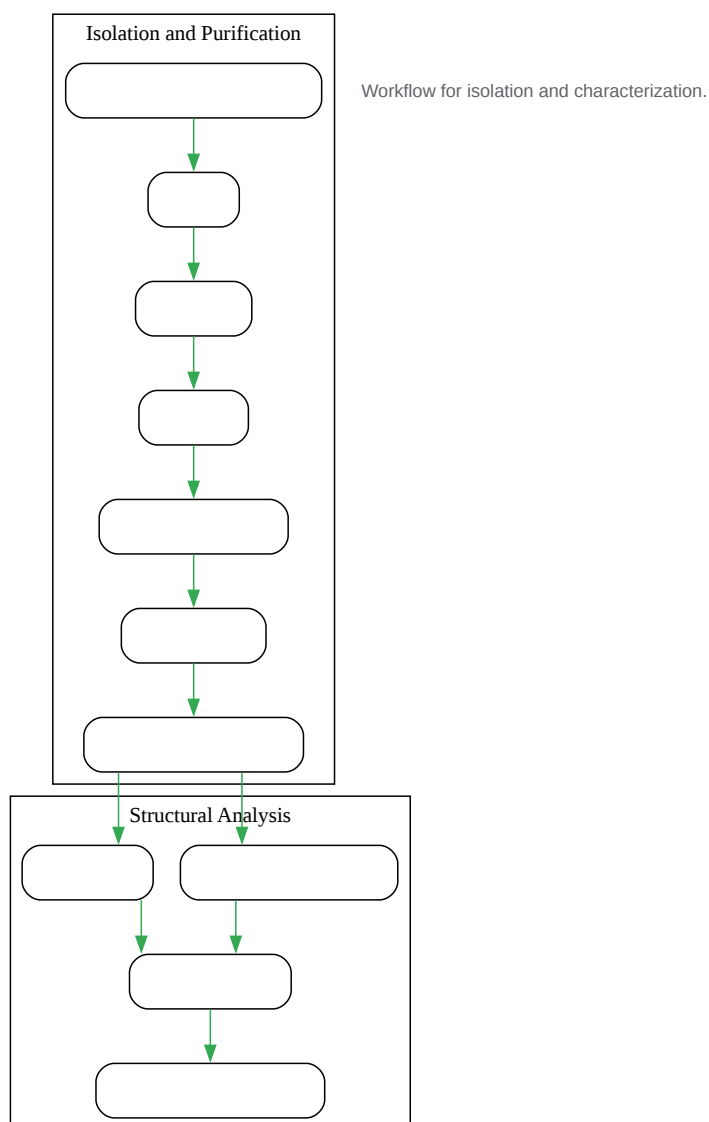 Isolation and Purification
Workflow for isolation and characterization.
Structural Analysis